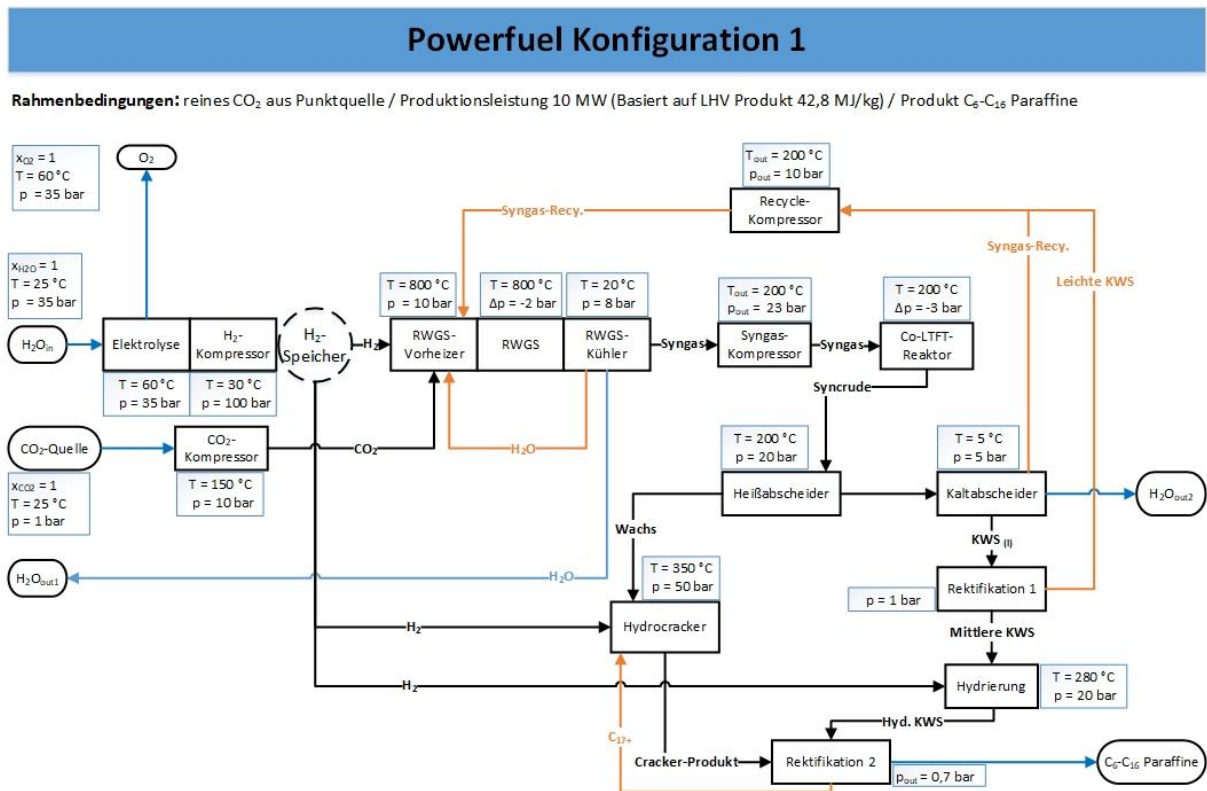 Powerfuel Konfiguration 1
Rahmenbedingungen: reines CO₂ aus Punktquelle / Produktionsleistung 10 MW (Basiert auf LHV Produkt 42,8 MJ/kg) / Produkt C₆-C₁₆ Paraffine
x_O2 = 1
T = 60 °C
p = 35 bar
O₂
T_out = 200 °C
p_out = 10 bar
Recycle-
Kompressor
Syngas-Recy.
Syngas-Recy.
Leichte KWS
x_H2O = 1
T = 25 °C
p = 35 bar
T = 800 °C
p = 10 bar
T = 800 °C
Δp = -2 bar
T = 20 °C
p = 8 bar
T_out = 200 °C
p_out = 23 bar
T = 200 °C
Δp = -3 bar
H₂O_in
Elektrolyse
H₂-
Kompressor
H₂-
Speicher
H₂
RWGS-
Vorheizer
RWGS
RWGS-
Kühler
Syngas
Syngas-
Kompressor
Syngas
Co-LTFT-
Reaktor
T = 60 °C
p = 35 bar
T = 30 °C
p = 100 bar
Syncrude
CO₂-Quelle
CO₂-
Kompressor
CO₂
H₂O
x_CO2 = 1
T = 25 °C
p = 1 bar
T = 150 °C
p = 10 bar
T = 200 °C
p = 20 bar
Heißabscheider
T = 5 °C
p = 5 bar
Kaltabscheider
H₂O_out2
Wachs
KWS (l)
H₂O_out1
H₂O
T = 350 °C
p = 50 bar
Hydrocracker
p = 1 bar
Rektifikation 1
H₂
Mittlere KWS
H₂
Hydrierung
T = 280 °C
p = 20 bar
Hyd. KWS
C₁₇₊
Cracker-Produkt
Rektifikation 2
p_out = 0,7 bar
C₆-C₁₆ Paraffine